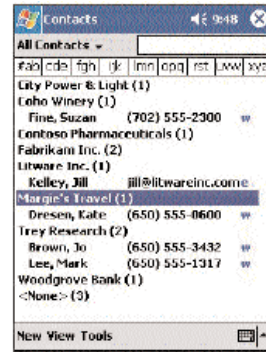 Contacts 9:48
All Contacts
#ab cde fgh ijk lmn opq rst uvw xyz
City Power & Light (1)
Coho Winery (1)
Fine, Suzan (702) 555-2300 w
Contoso Pharmaceuticals (1)
Fabrikam Inc. (2)
Litware Inc. (1)
Kelley, Jill jill@litwareinc.com e
Margie's Travel (1)
Dresen, Kate (650) 555-0600 w
Trey Research (2)
Brown, Jo (650) 555-3432 w
Lee, Mark (650) 555-1317 w
Woodgrove Bank (1)
<None> (3)
New View Tools